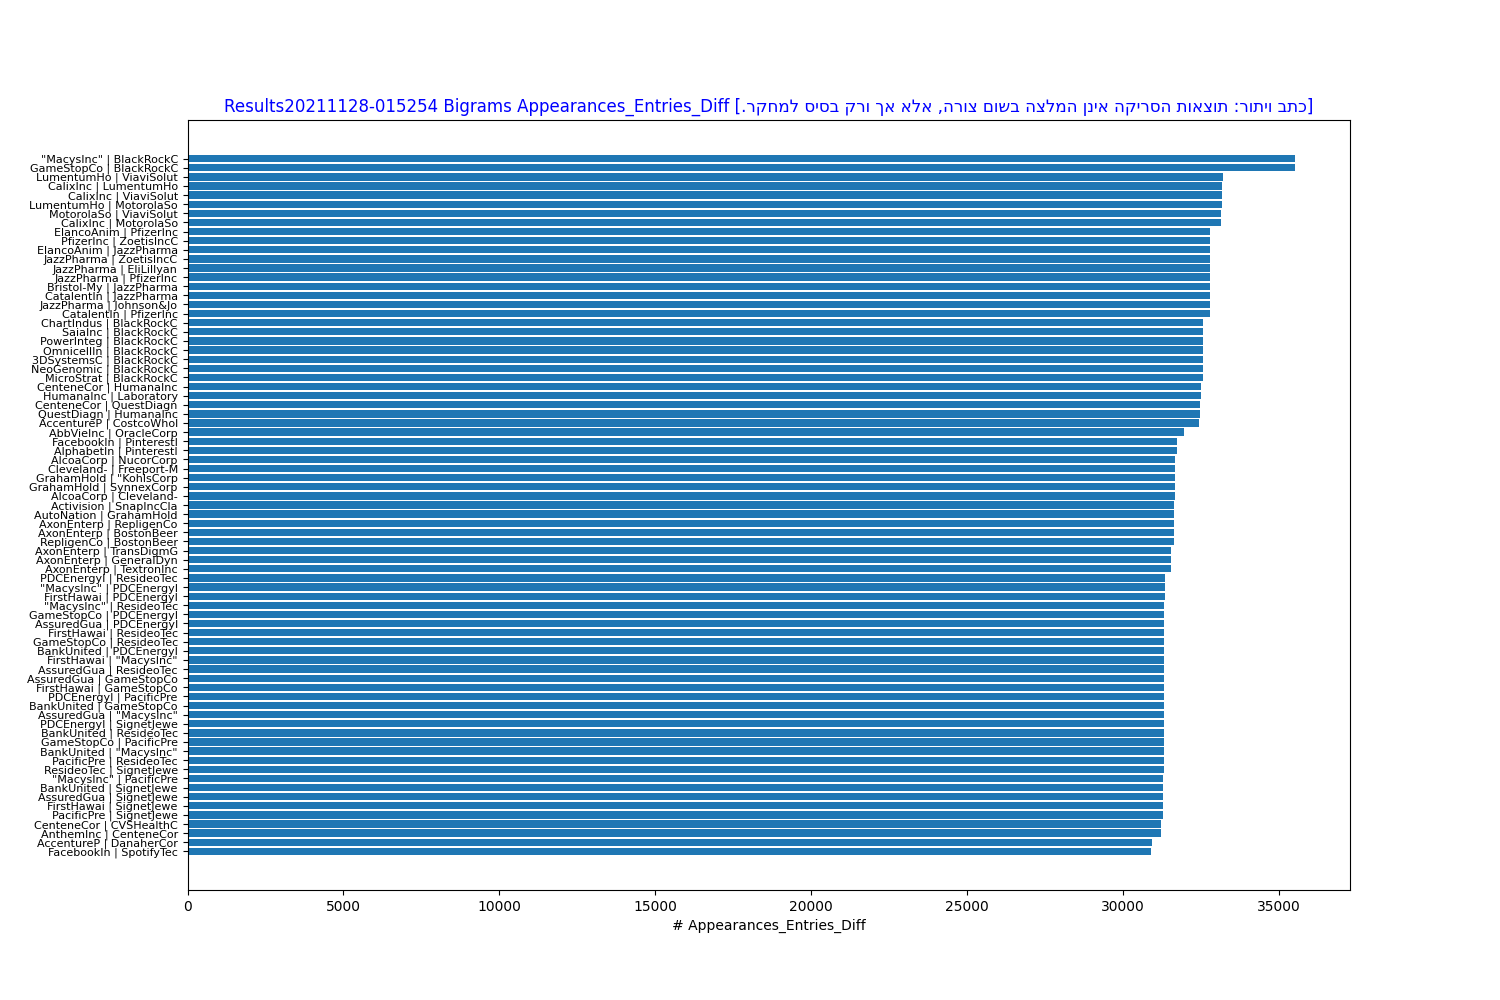 Results20211128-015254 Bigrams Appearances_Entries_Diff [כתב ויתור: תוצאות הסריקה אינן המלצה בשום צורה, אלא אך ורק בסיס למחקר.]
"MacysInc" | BlackRockC
GameStopCo | BlackRockC
LumentumHo | ViaviSolut
CalixInc | LumentumHo
CalixInc | ViaviSolut
LumentumHo | MotorolaSo
MotorolaSo | ViaviSolut
CalixInc | MotorolaSo
ElancoAnim | PfizerInc
PfizerInc | ZoetisIncC
ElancoAnim | JazzPharma
JazzPharma | ZoetisIncC
JazzPharma | EliLillyan
JazzPharma | PfizerInc
Bristol-My | JazzPharma
CatalentIn | JazzPharma
JazzPharma | Johnson&Jo
CatalentIn | PfizerInc
ChartIndus | BlackRockC
SaiaInc | BlackRockC
PowerInteg | BlackRockC
OmnicellIn | BlackRockC
3DSystemsC | BlackRockC
NeoGenomic | BlackRockC
MicroStrat | BlackRockC
CenteneCor | HumanaInc
HumanaInc | Laboratory
CenteneCor | QuestDiagn
QuestDiagn | HumanaInc
AccentureP | CostcoWhol
AbbVieInc | OracleCorp
FacebookIn | PinterestI
AlphabetIn | PinterestI
AlcoaCorp | NucorCorp
Cleveland- | Freeport-M
GrahamHold | "KohlsCorp
GrahamHold | SynnexCorp
AlcoaCorp | Cleveland-
Activision | SnapIncCla
AutoNation | GrahamHold
AxonEnterp | RepligenCo
AxonEnterp | BostonBeer
RepligenCo | BostonBeer
AxonEnterp | TransDigmG
AxonEnterp | GeneralDyn
AxonEnterp | TextronInc
PDCEnergyI | ResideoTec
"MacysInc" | PDCEnergyI
FirstHawai | PDCEnergyI
"MacysInc" | ResideoTec
GameStopCo | PDCEnergyI
AssuredGua | PDCEnergyI
FirstHawai | ResideoTec
GameStopCo | ResideoTec
BankUnited | PDCEnergyI
FirstHawai | "MacysInc"
AssuredGua | ResideoTec
AssuredGua | GameStopCo
FirstHawai | GameStopCo
PDCEnergyI | PacificPre
BankUnited | GameStopCo
AssuredGua | "MacysInc"
PDCEnergyI | SignetJewe
BankUnited | ResideoTec
GameStopCo | PacificPre
BankUnited | "MacysInc"
PacificPre | ResideoTec
ResideoTec | SignetJewe
"MacysInc" | PacificPre
BankUnited | SignetJewe
AssuredGua | SignetJewe
FirstHawai | SignetJewe
PacificPre | SignetJewe
CenteneCor | CVSHealthC
AnthemInc | CenteneCor
AccentureP | DanaherCor
FacebookIn | SpotifyTec
0 5000 10000 15000 20000 25000 30000 35000
# Appearances_Entries_Diff